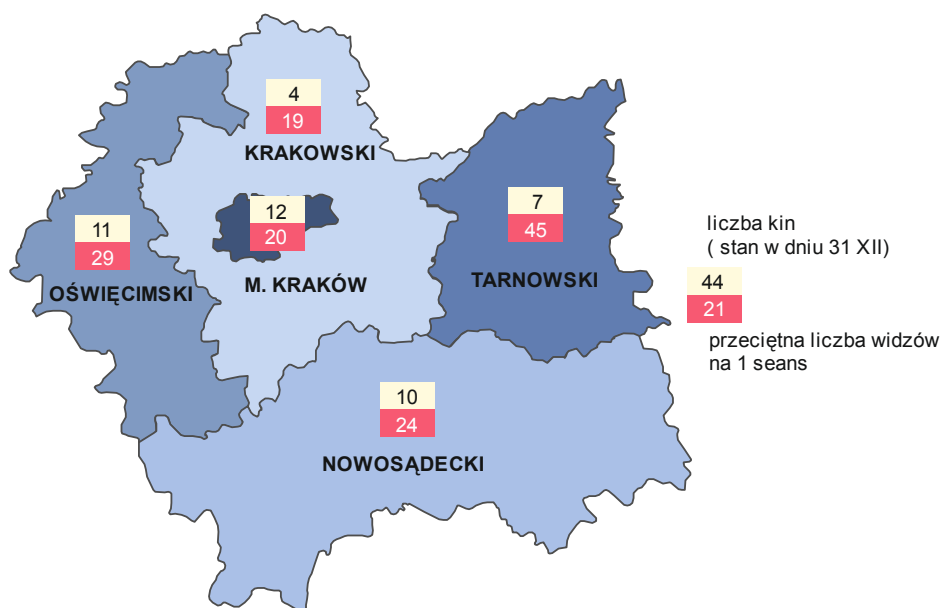 4
19
KRAKOWSKI
12
20
M. KRAKÓW
11
29
OŚWIĘCIMSKI
7
45
TARNOWSKI
10
24
NOWOSĄDECKI
liczba kin
( stan w dniu 31 XII)
44
21
przeciętna liczba widzów
na 1 seans